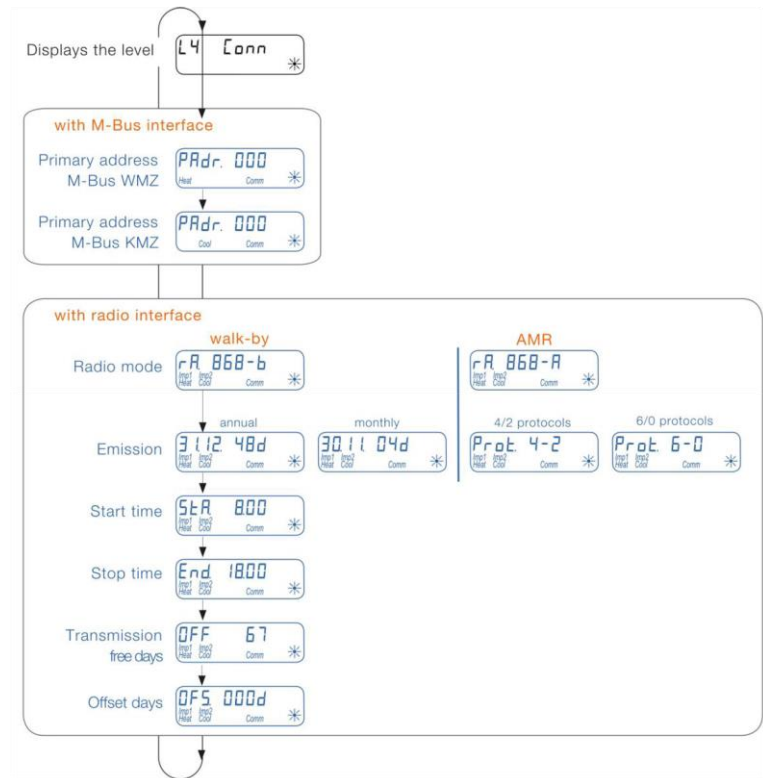 Displays the level
L4 Conn
with M-Bus interface
Primary address
M-Bus WMZ
PAdr. 000
Heat Comm
Primary address
M-Bus KMZ
PAdr. 000
Cool Comm
with radio interface
walk-by
AMR
Radio mode
rA. 868-b
Imp1 Imp2
Heat Cool Comm
rA. 868-A
Imp1 Imp2
Heat Cool Comm
annual
monthly
4/2 protocols
6/0 protocols
Emission
31.12. 48d
Imp1 Imp2
Heat Cool Comm
30.11. 04d
Imp1 Imp2
Heat Cool Comm
Prot. 4-2
Imp1 Imp2
Heat Cool Comm
Prot. 6-0
Imp1 Imp2
Heat Cool Comm
Start time
StA. 8.00
Imp1 Imp2
Heat Cool Comm
Stop time
End. 18.00
Imp1 Imp2
Heat Cool Comm
Transmission
free days
OFF 67
Imp1 Imp2
Heat Cool Comm
Offset days
OFS. 000d
Imp1 Imp2
Heat Cool Comm